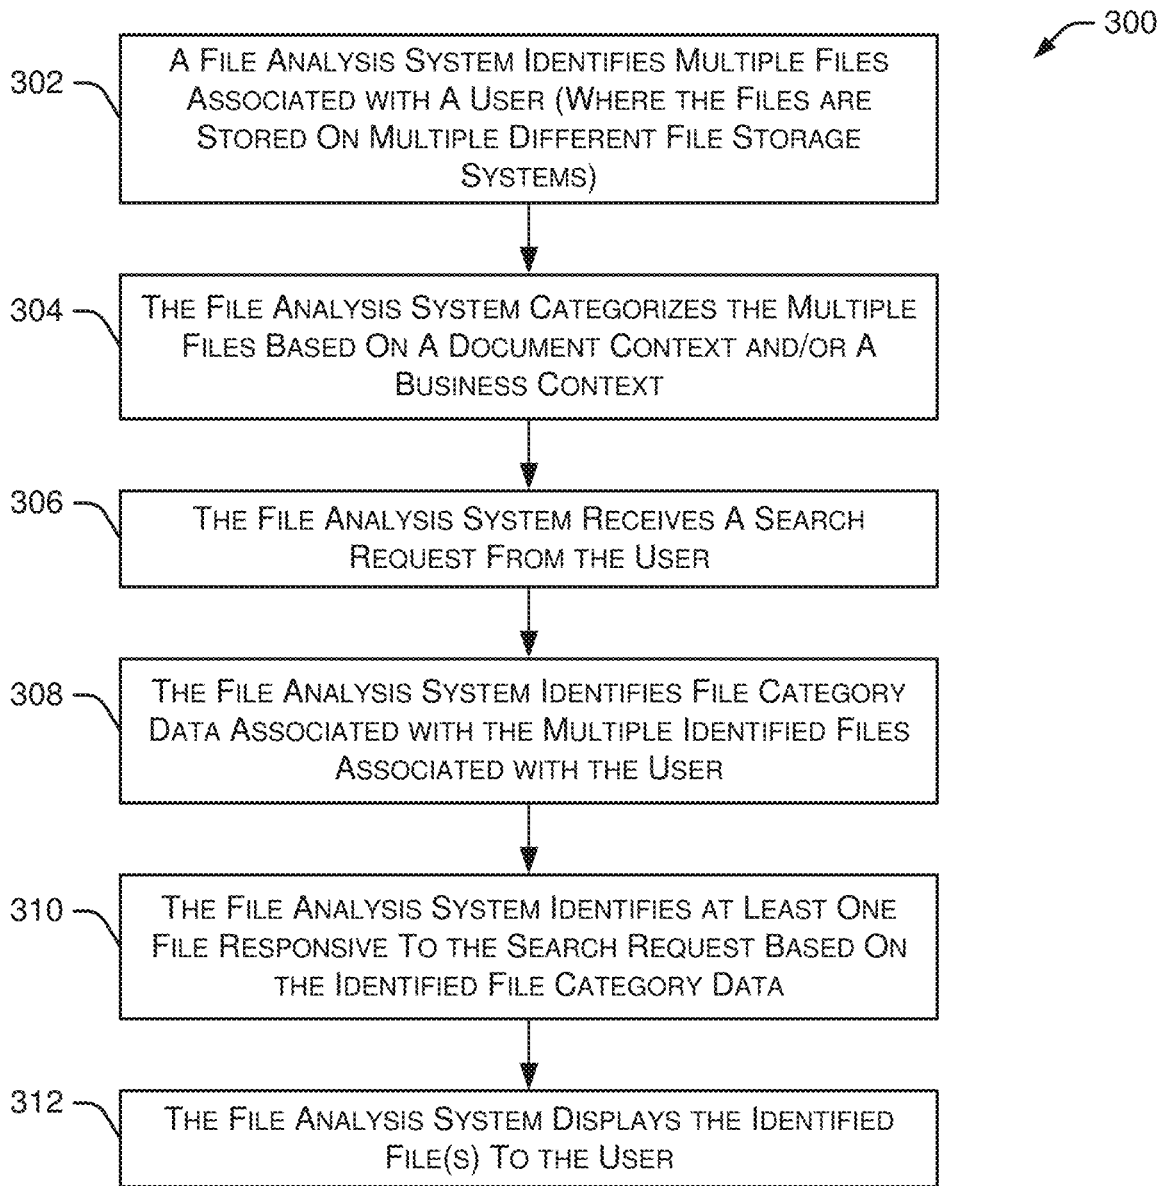 300
302
A FILE ANALYSIS SYSTEM IDENTIFIES MULTIPLE FILES
ASSOCIATED WITH A USER (WHERE THE FILES ARE
STORED ON MULTIPLE DIFFERENT FILE STORAGE
SYSTEMS)
304
THE FILE ANALYSIS SYSTEM CATEGORIZES THE MULTIPLE
FILES BASED ON A DOCUMENT CONTEXT AND/OR A
BUSINESS CONTEXT
306
THE FILE ANALYSIS SYSTEM RECEIVES A SEARCH
REQUEST FROM THE USER
308
THE FILE ANALYSIS SYSTEM IDENTIFIES FILE CATEGORY
DATA ASSOCIATED WITH THE MULTIPLE IDENTIFIED FILES
ASSOCIATED WITH THE USER
310
THE FILE ANALYSIS SYSTEM IDENTIFIES AT LEAST ONE
FILE RESPONSIVE TO THE SEARCH REQUEST BASED ON
THE IDENTIFIED FILE CATEGORY DATA
312
THE FILE ANALYSIS SYSTEM DISPLAYS THE IDENTIFIED
FILE(S) TO THE USER